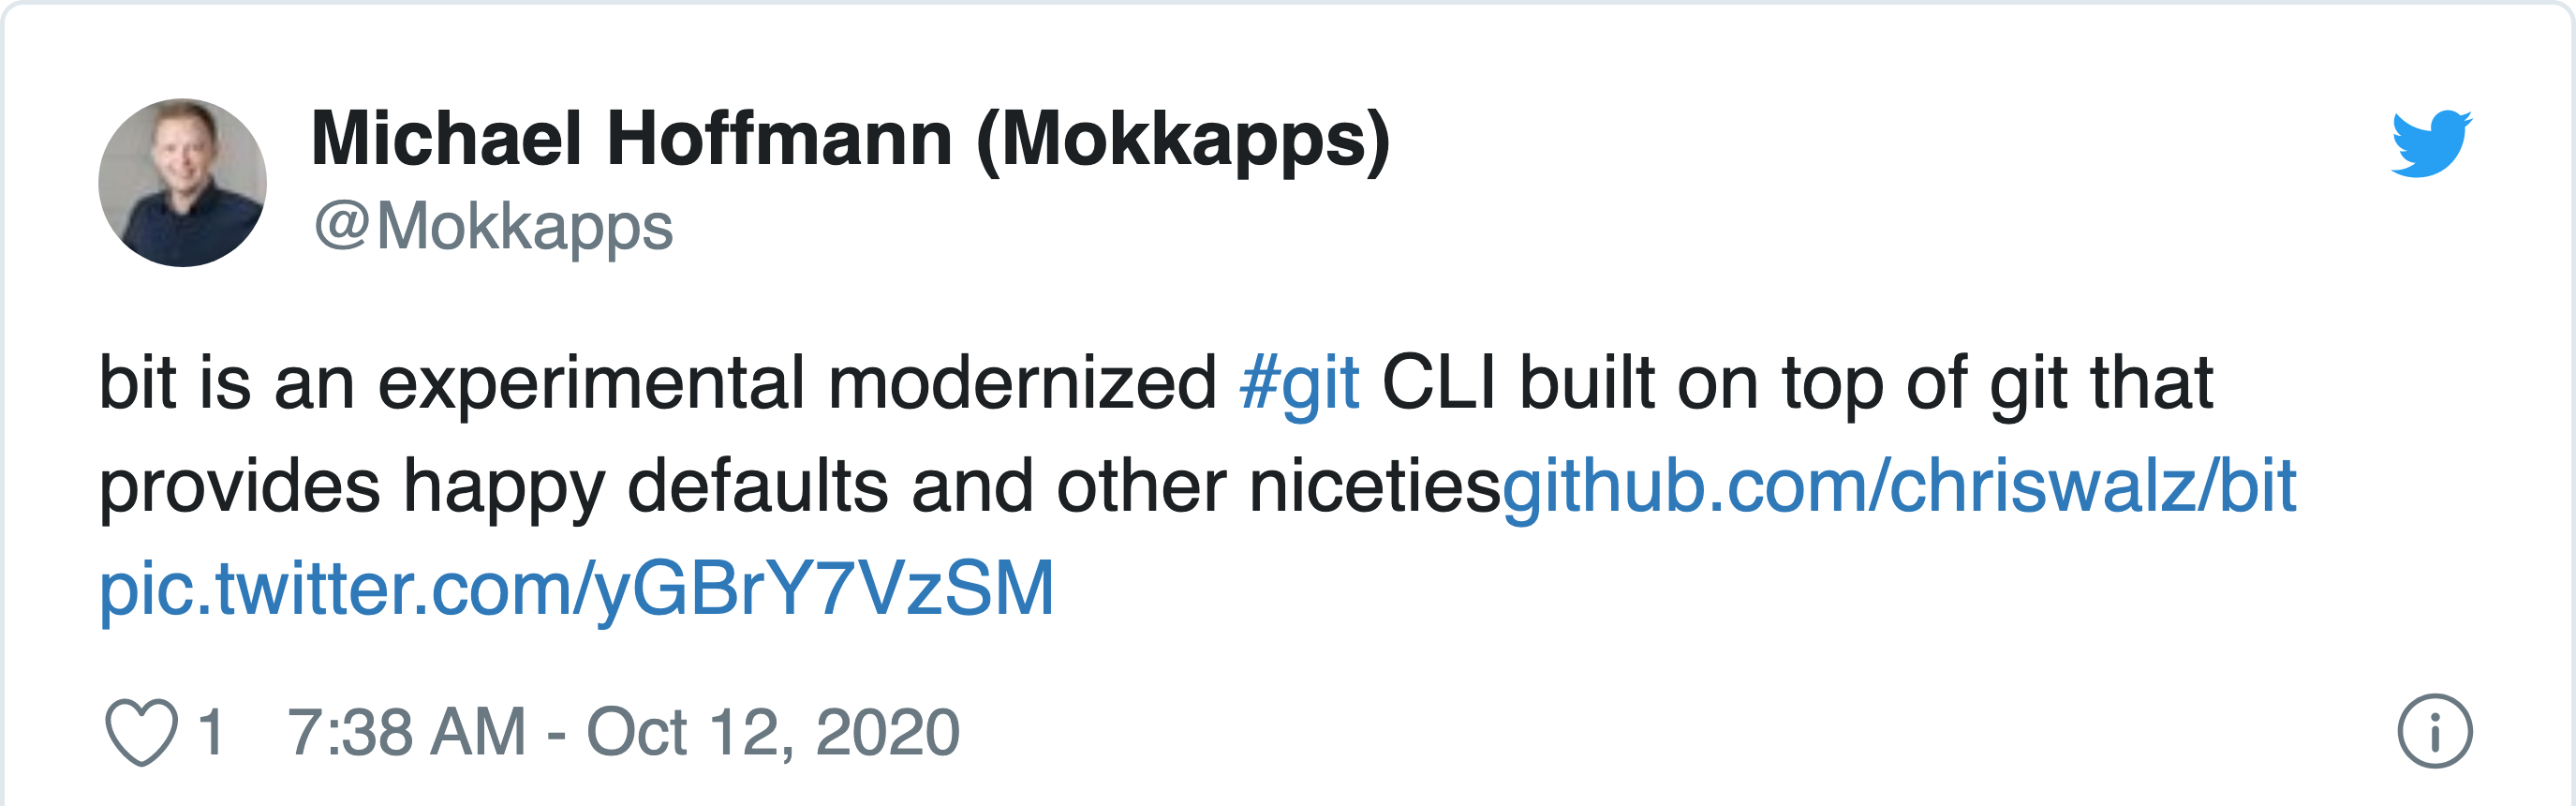 Michael Hoffmann (Mokkapps)
@Mokkapps
bit is an experimental modernized #git CLI built on top of git that
provides happy defaults and other nicetiesgithub.com/chriswalz/bit
pic.twitter.com/yGBrY7VzSM
1 7:38 AM - Oct 12, 2020